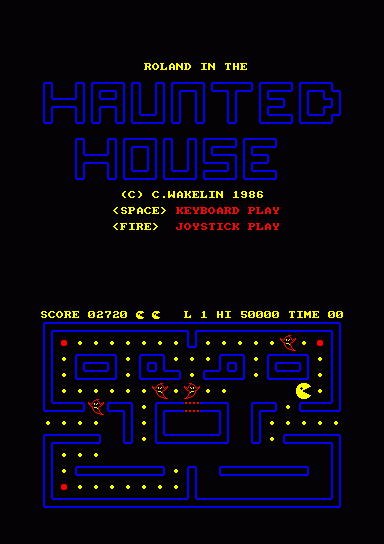 ROLAND IN THE
HAUNTED
HOUSE
(C) C.WAKELIN 1986
<SPACE> KEYBOARD PLAY
<FIRE> JOYSTICK PLAY
SCORE 02720 L 1 HI 50000 TIME 00